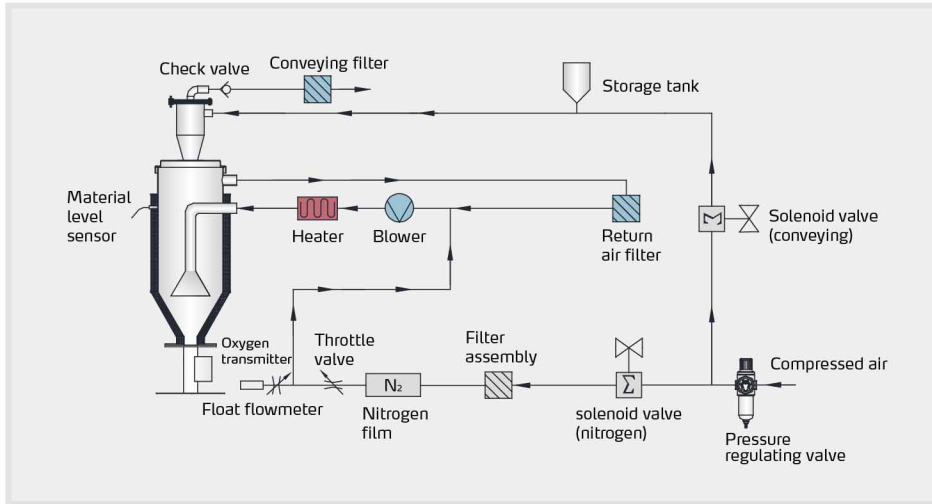 Check valve
Conveying filter
Storage tank
Material
level
sensor
Heater
Blower
Return
air filter
Solenoid valve
(conveying)
Oxygen
transmitter
Throttle
valve
Filter
assembly
Compressed air
N₂
Σ
Σ
Float flowmeter
Nitrogen
film
solenoid valve
(nitrogen)
Pressure
regulating valve